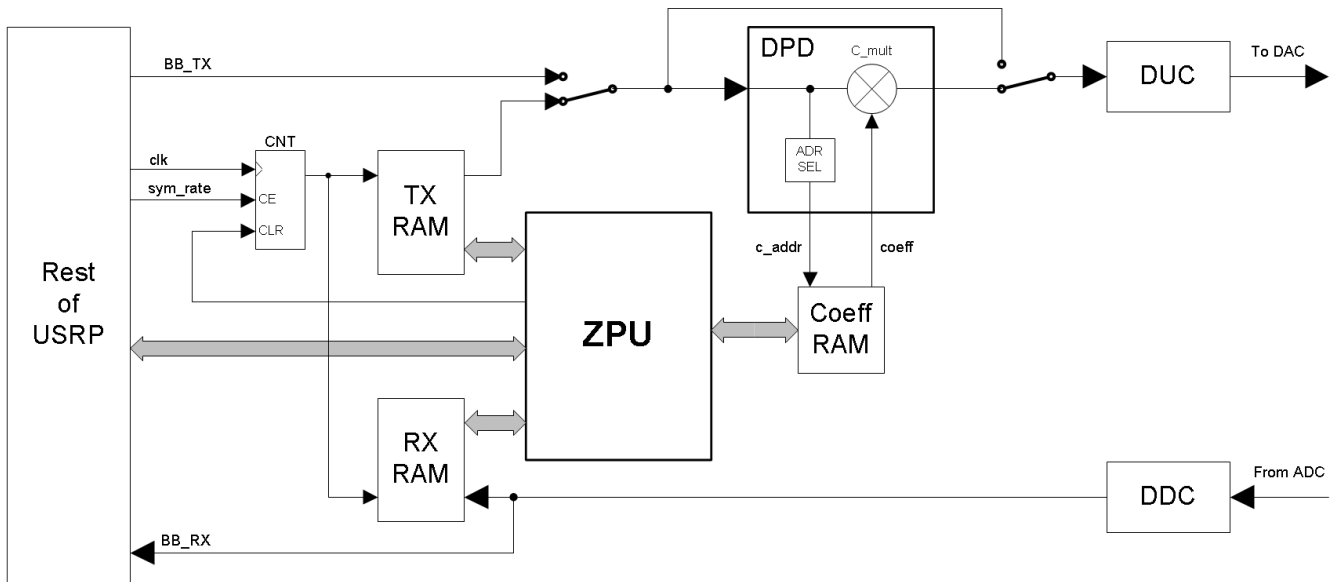 BB_TX
DPD
C_mult
DUC
To DAC
CNT
clk
CE
sym_rate
CLR
TX
RAM
ADR
SEL
c_addr
coeff
Rest
of
USRP
ZPU
Coeff
RAM
RX
RAM
BB_RX
DDC
From ADC